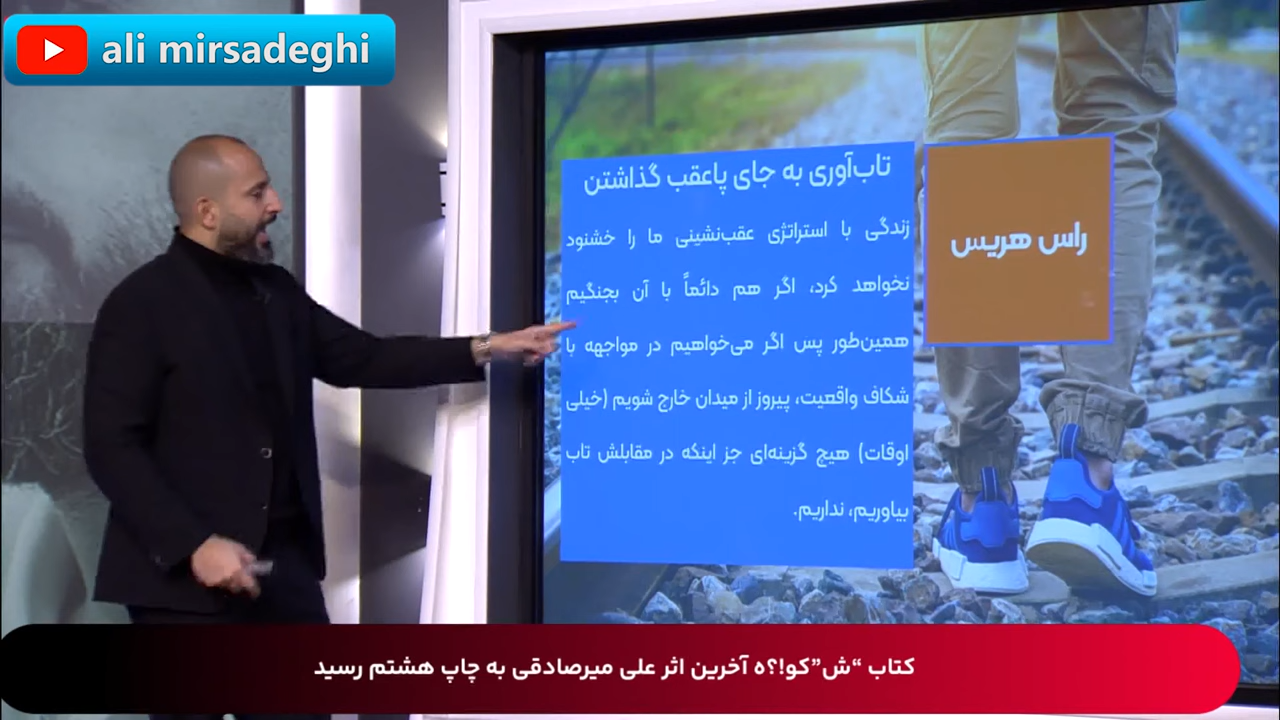 ali mirsadeghi
راس هریس
تاب‌آوری به جای پاعقب گذاشتن
زندگی با استراتژی عقب‌نشینی ما را خشنود
نخواهد کرد، اگر هم دائماً با آن بجنگیم
همین‌طور پس اگر می‌خواهیم در مواجهه با
شکاف واقعیت، پیروز از میدان خارج شویم (خیلی
اوقات) هیچ گزینه‌ای جز اینکه در مقابلش تاب
بیاوریم، نداریم.
کتاب “ش”کو!؟ه آخرین اثر علی میرصادقی به چاپ هشتم رسید